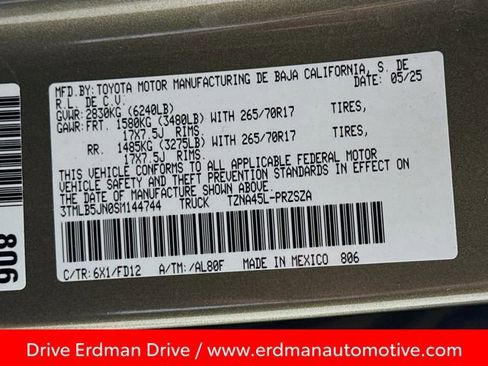 MFD.BY:TOYOTA MOTOR MANUFACTURING DE BAJA CALIFORNIA, S. DE
R.L. DE C.V. 05/25
GVWR:2830KG (6240LB)
GAWR:FRT. 1580KG (3480LB) WITH 265/70R17 TIRES,
17X7.5J RIMS.
RR. 1485KG (3275LB) WITH 265/70R17 TIRES,
17X7.5J RIMS.
THIS VEHICLE CONFORMS TO ALL APPLICABLE FEDERAL MOTOR
VEHICLE SAFETY AND THEFT PREVENTION STANDARDS IN EFFECT ON
THE DATE OF MANUFACTURE SHOWN ABOVE.
3TMLB5JN0SM144744 TRUCK TZNA45L-PRZSZA
C/TR:6X1/FD12 A/TM:/AL80F MADE IN MEXICO 806
806
Drive Erdman Drive / www.erdmanautomotive.com